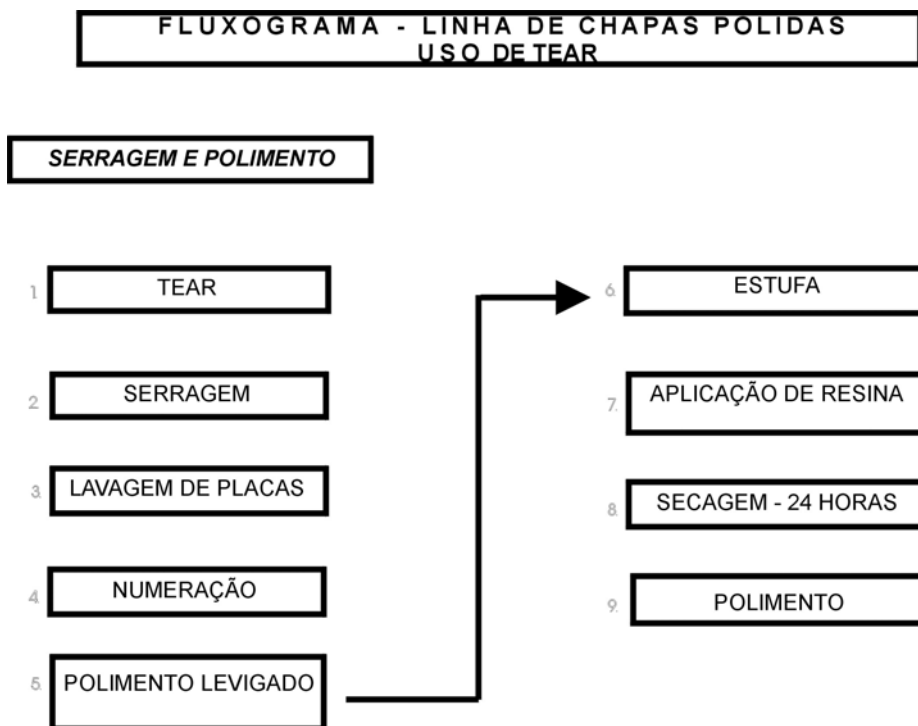 FLUXOGRAMA - LINHA DE CHAPAS POLIDAS
USO DE TEAR
SERRAGEM E POLIMENTO
1. TEAR
2. SERRAGEM
3. LAVAGEM DE PLACAS
4. NUMERAÇÃO
5. POLIMENTO LEVIGADO
6. ESTUFA
7. APLICAÇÃO DE RESINA
8. SECAGEM - 24 HORAS
9. POLIMENTO